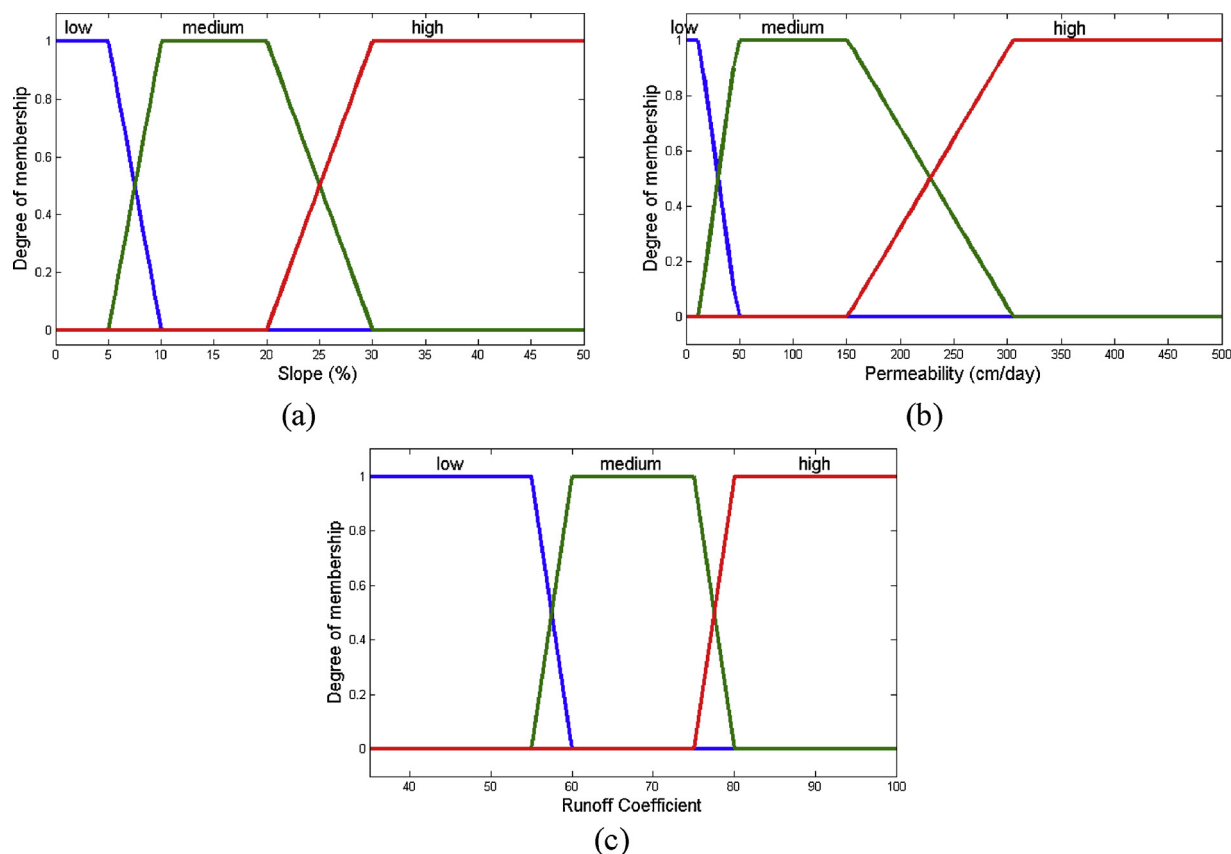 low medium high
1
0.8
0.6
0.4
0.2
0
Degree of membership
0 5 10 15 20 25 30 35 40 45 50
Slope (%)
(a)
low medium high
1
0.8
0.6
0.4
0.2
0
Degree of membership
0 50 100 150 200 250 300 350 400 450 500
Permeability (cm/day)
(b)
low medium high
1
0.8
0.6
0.4
0.2
0
Degree of membership
40 50 60 70 80 90 100
Runoff Coefficient
(c)